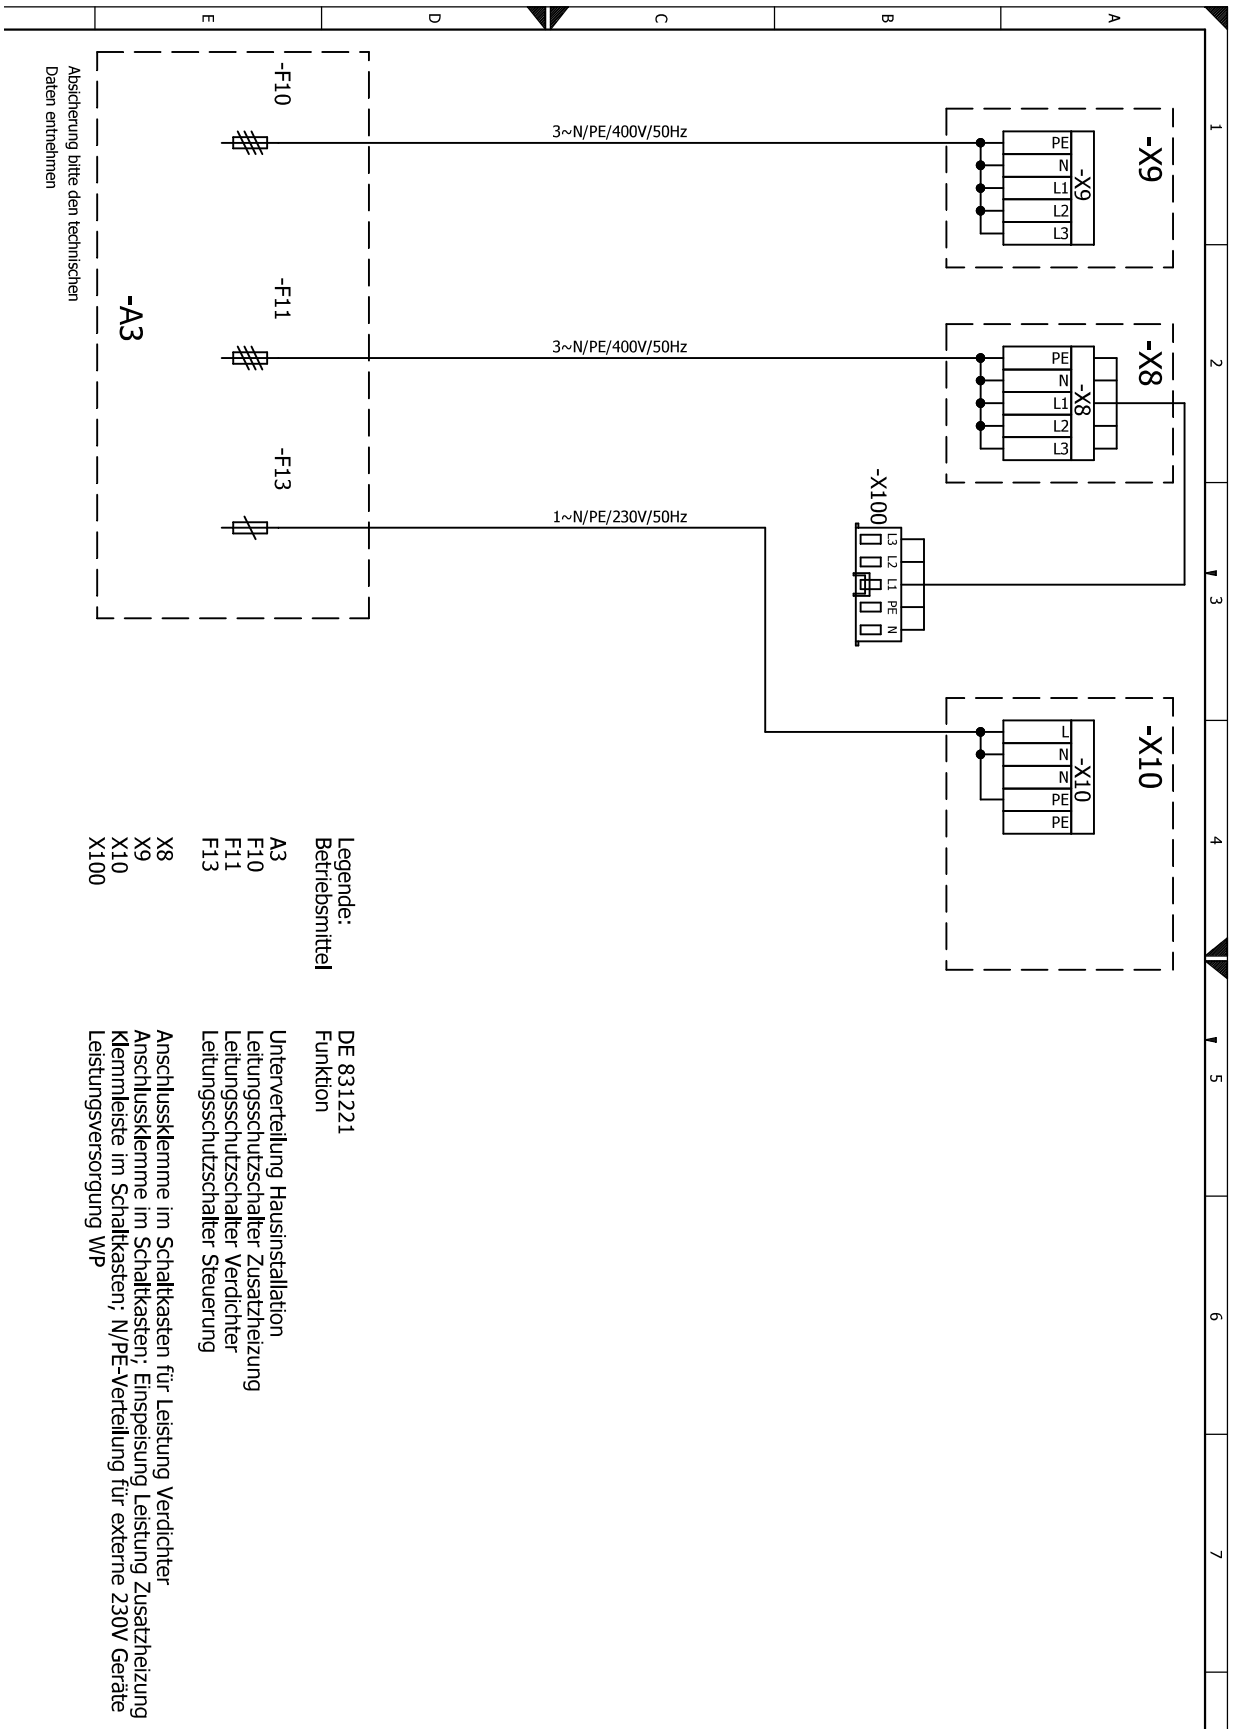 1
2
3
4
5
6
7
A
B
C
D
E
-X9
-X9
PE
N
L1
L2
L3
-X8
-X8
PE
N
L1
L2
L3
-X10
-X10
L
N
N
PE
PE
-X100
L3
L2
L1
PE
N
3~N/PE/400V/50Hz
3~N/PE/400V/50Hz
1~N/PE/230V/50Hz
-F10
-F11
-F13
-A3
Absicherung bitte den technischen
Daten entnehmen
Legende: DE 831221
Betriebsmittel Funktion
A3 Unterverteilung Hausinstallation
F10 Leitungsschutzschalter Zusatzheizung
F11 Leitungsschutzschalter Verdichter
F13 Leitungsschutzschalter Steuerung
X8 Anschlussklemme im Schaltkasten für Leistung Verdichter
X9 Anschlussklemme im Schaltkasten; Einspeisung Leistung Zusatzheizung
X10 Klemmleiste im Schaltkasten; N/PE-Verteilung für externe 230V Geräte
X100 Leistungsversorgung WP